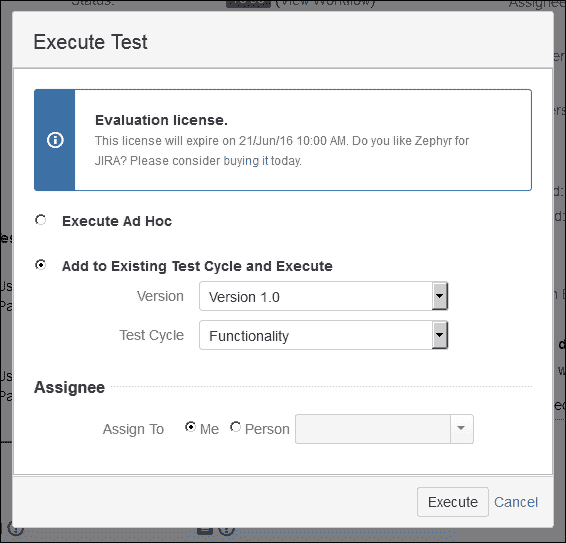 Status:
(View Workflow)
Assignee
Execute Test
Evaluation license.
This license will expire on 21/Jun/16 10:00 AM. Do you like Zephyr for
JIRA? Please consider buying it today.
Execute Ad Hoc
Add to Existing Test Cycle and Execute
Version
Version 1.0
Test Cycle
Functionality
Assignee
Assign To
Me
Person
Execute
Cancel